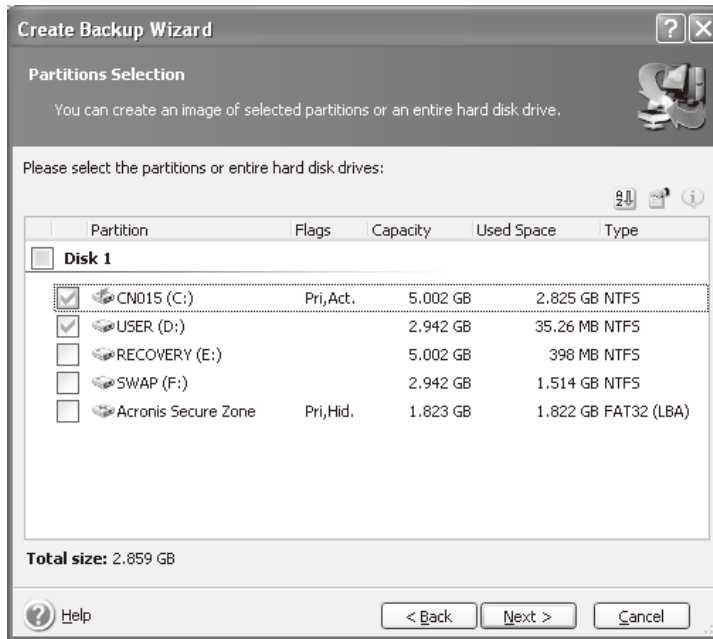 Create Backup Wizard
Partitions Selection
You can create an image of selected partitions or an entire hard disk drive.
Please select the partitions or entire hard disk drives:
Partition Flags Capacity Used Space Type
Disk 1
CN015 (C:) Pri,Act. 5.002 GB 2.825 GB NTFS
USER (D:) 2.942 GB 35.26 MB NTFS
RECOVERY (E:) 5.002 GB 398 MB NTFS
SWAP (F:) 2.942 GB 1.514 GB NTFS
Acronis Secure Zone Pri,Hid. 1.823 GB 1.822 GB FAT32 (LBA)
Total size: 2.859 GB
Help < Back Next > Cancel